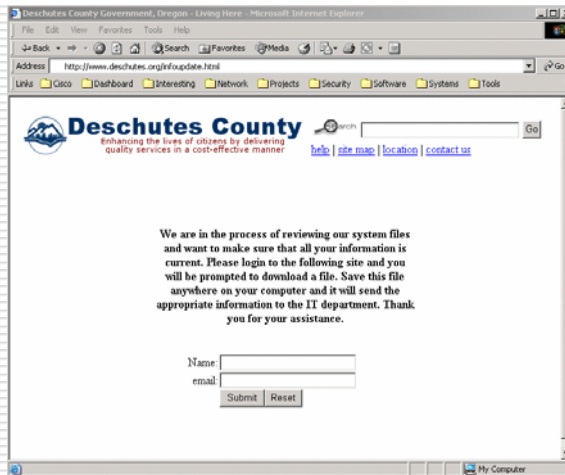 Deschutes County Government, Oregon - Living Here - Microsoft Internet Explorer
File Edit View Favorites Tools Help
Back Search Favorites Media
Address http://www.deschutes.org/infoupdate.html Go
Links Cisco Dashboard Interesting Network Projects Security Software Systems Tools
Deschutes County
Enhancing the lives of citizens by delivering
quality services in a cost-effective manner
Search Go
help | site map | location | contact us
We are in the process of reviewing our system files
and want to make sure that all your information is
current. Please login to the following site and you
will be prompted to download a file. Save this file
anywhere on your computer and it will send the
appropriate information to the IT department. Thank
you for your assistance.
Name:
email:
Submit Reset
My Computer